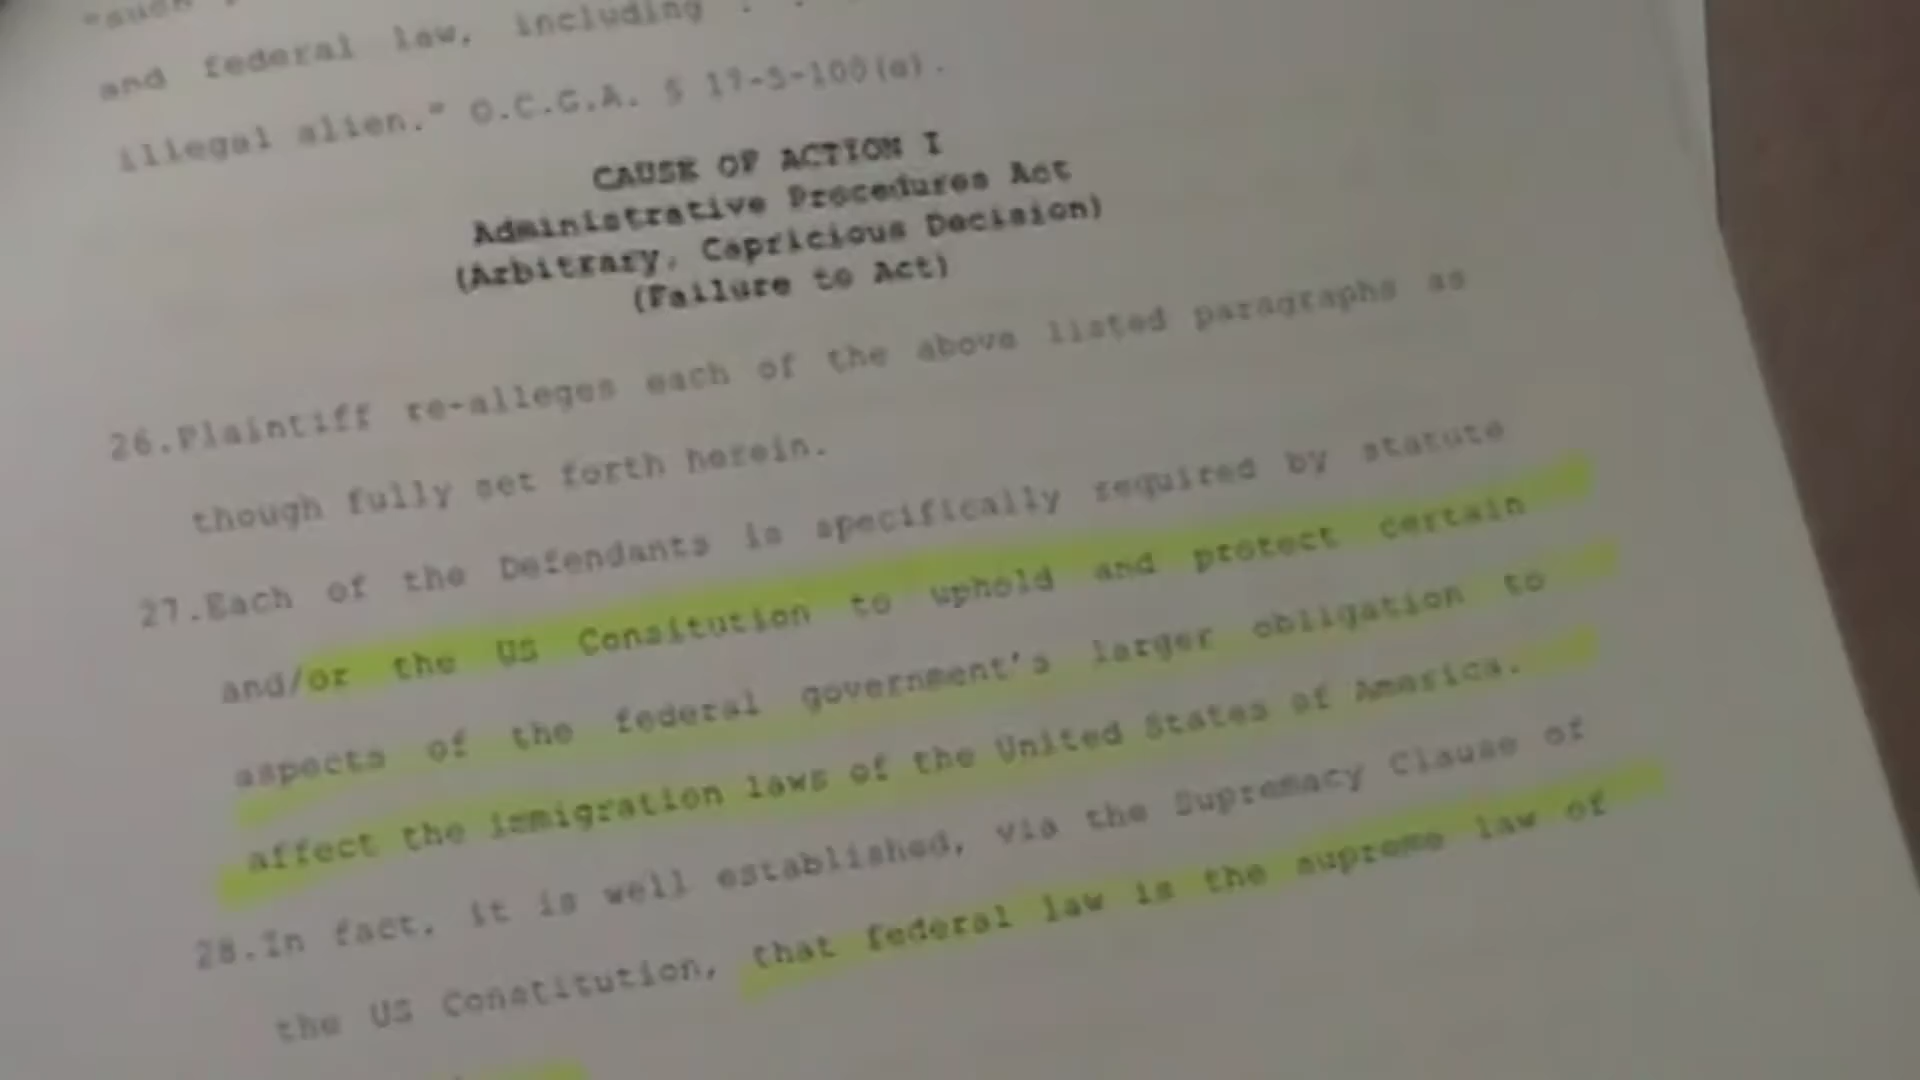 "such
and federal law, including . .
illegal alien." O.C.G.A. § 17-5-100(a).
CAUSE OF ACTION I
Administrative Procedures Act
(Arbitrary, Capricious Decision)
(Failure to Act)
26.Plaintiff re-alleges each of the above listed paragraphs as
though fully set forth herein.
27.Each of the Defendants is specifically required by statute
and/or the US Consitution to uphold and protect certain
aspects of the federal government's larger obligation to
affect the immigration laws of the United States of America.
28.In fact, it is well established, via the Supremacy Clause of
the US Constitution, that federal law is the supreme law of